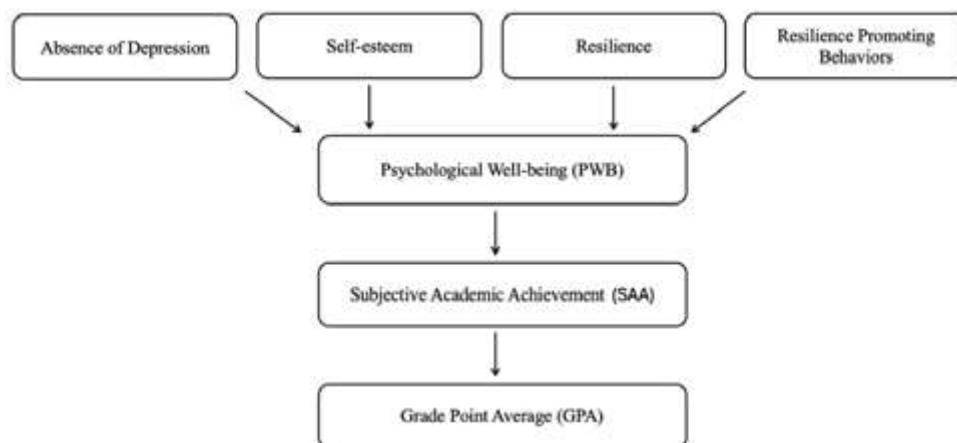 Absence of Depression
Self-esteem
Resilience
Resilience Promoting
Behaviors
Psychological Well-being (PWB)
Subjective Academic Achievement (SAA)
Grade Point Average (GPA)